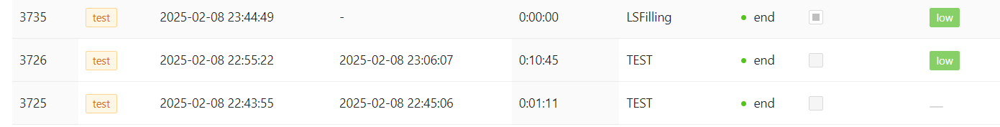 3735 test 2025-02-08 23:44:49 - 0:00:00 LSFilling end low
3726 test 2025-02-08 22:55:22 2025-02-08 23:06:07 0:10:45 TEST end low
3725 test 2025-02-08 22:43:55 2025-02-08 22:45:06 0:01:11 TEST end —